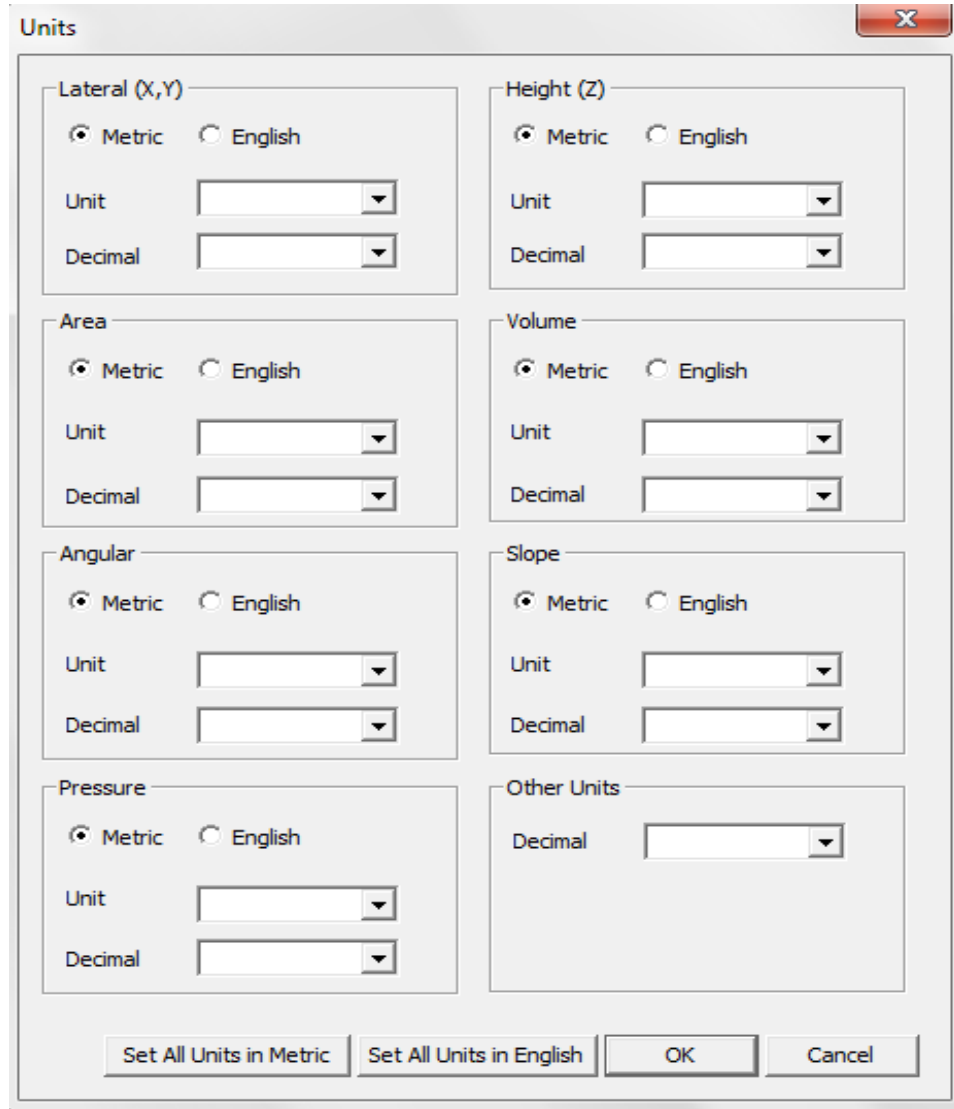 Units
Lateral (X,Y)
Metric English
Unit
Decimal
Height (Z)
Metric English
Unit
Decimal
Area
Metric English
Unit
Decimal
Volume
Metric English
Unit
Decimal
Angular
Metric English
Unit
Decimal
Slope
Metric English
Unit
Decimal
Pressure
Metric English
Unit
Decimal
Other Units
Decimal
Set All Units in Metric Set All Units in English OK Cancel